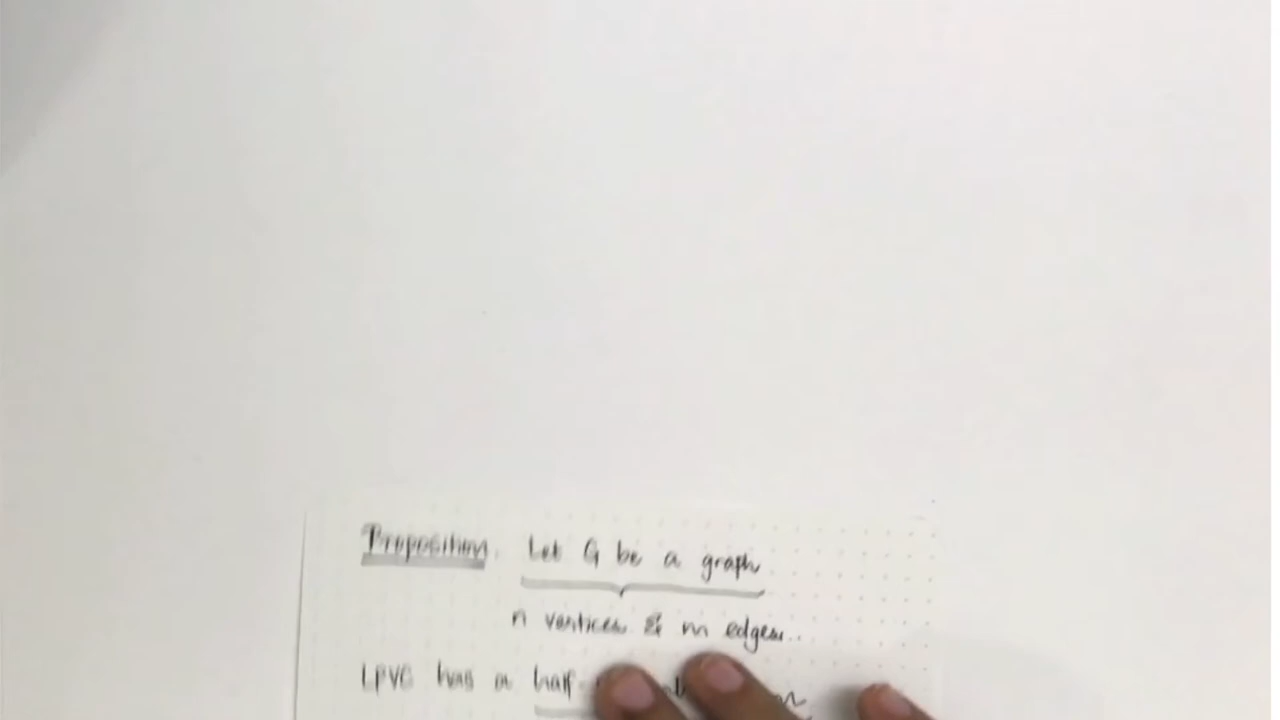 Proposition. Let G be a graph
n vertices & m edges..
LPVC has a half